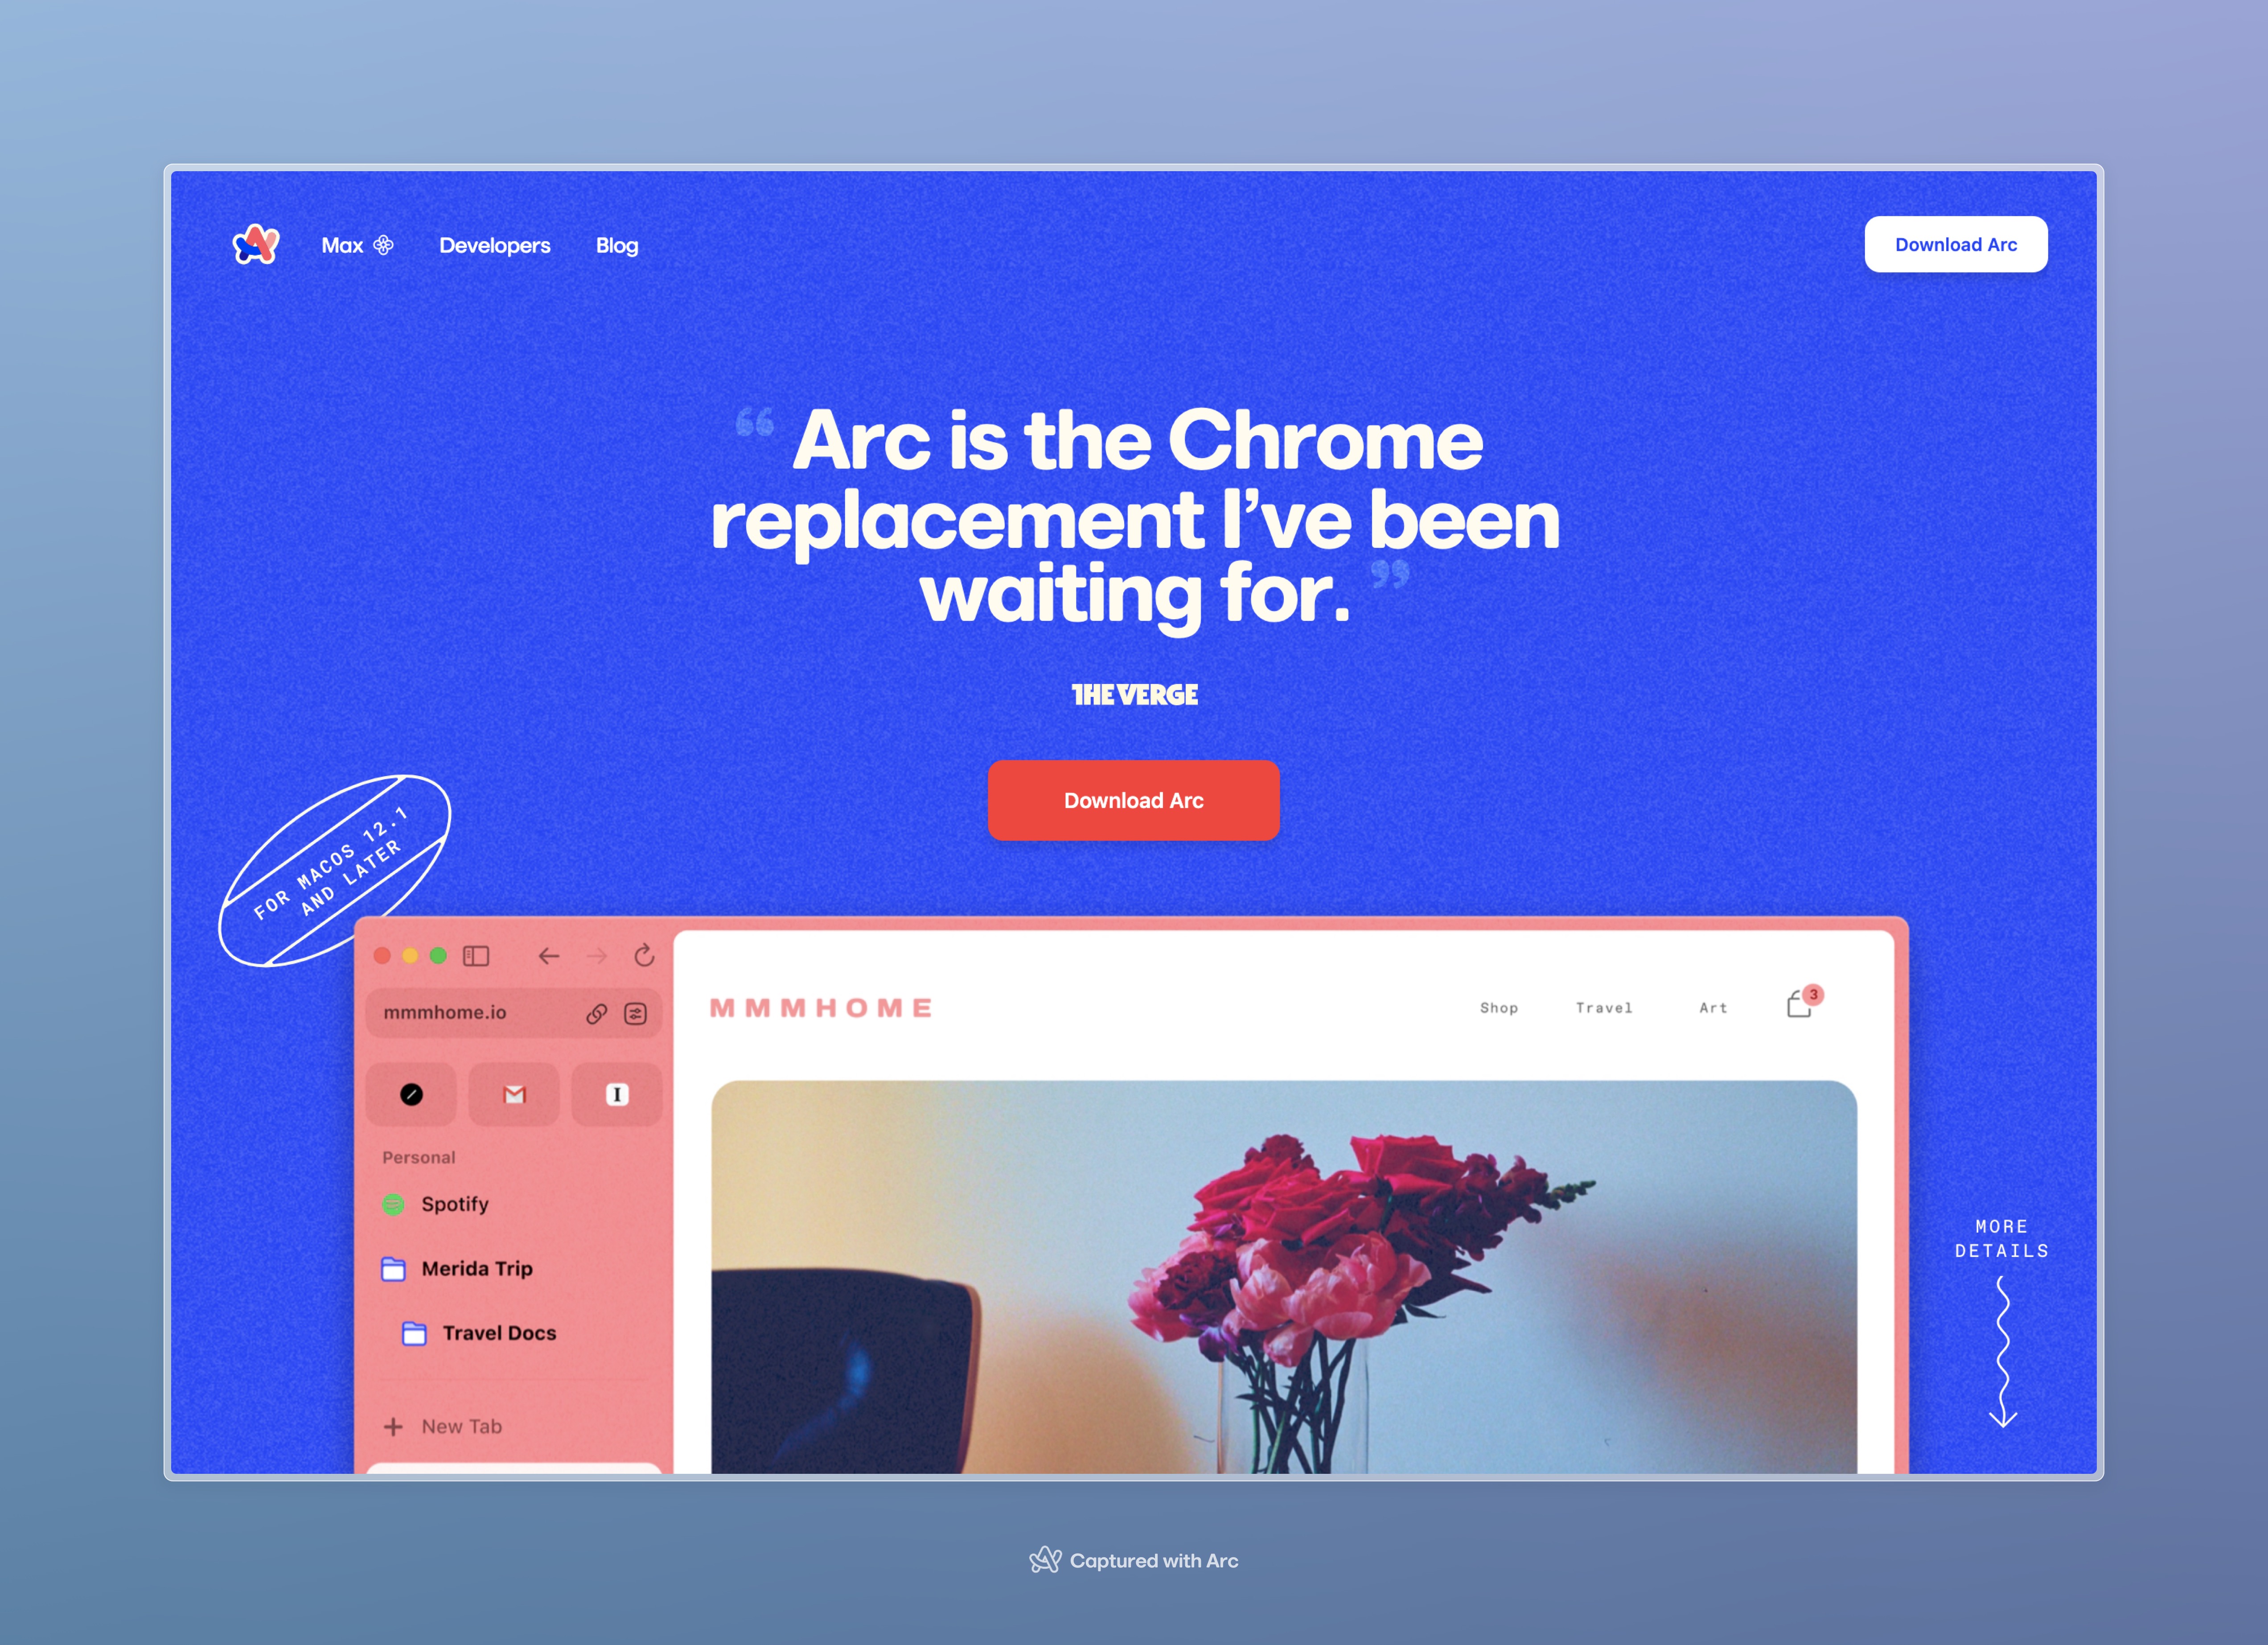 Max
Developers
Blog
Download Arc
“ Arc is the Chrome
replacement I’ve been
waiting for. ”
THE VERGE
Download Arc
FOR MACOS 12.1
AND LATER
mmmhome.io
MMMHOME
Shop
Travel
Art
3
I
Personal
Spotify
Merida Trip
Travel Docs
New Tab
MORE
DETAILS
Captured with Arc